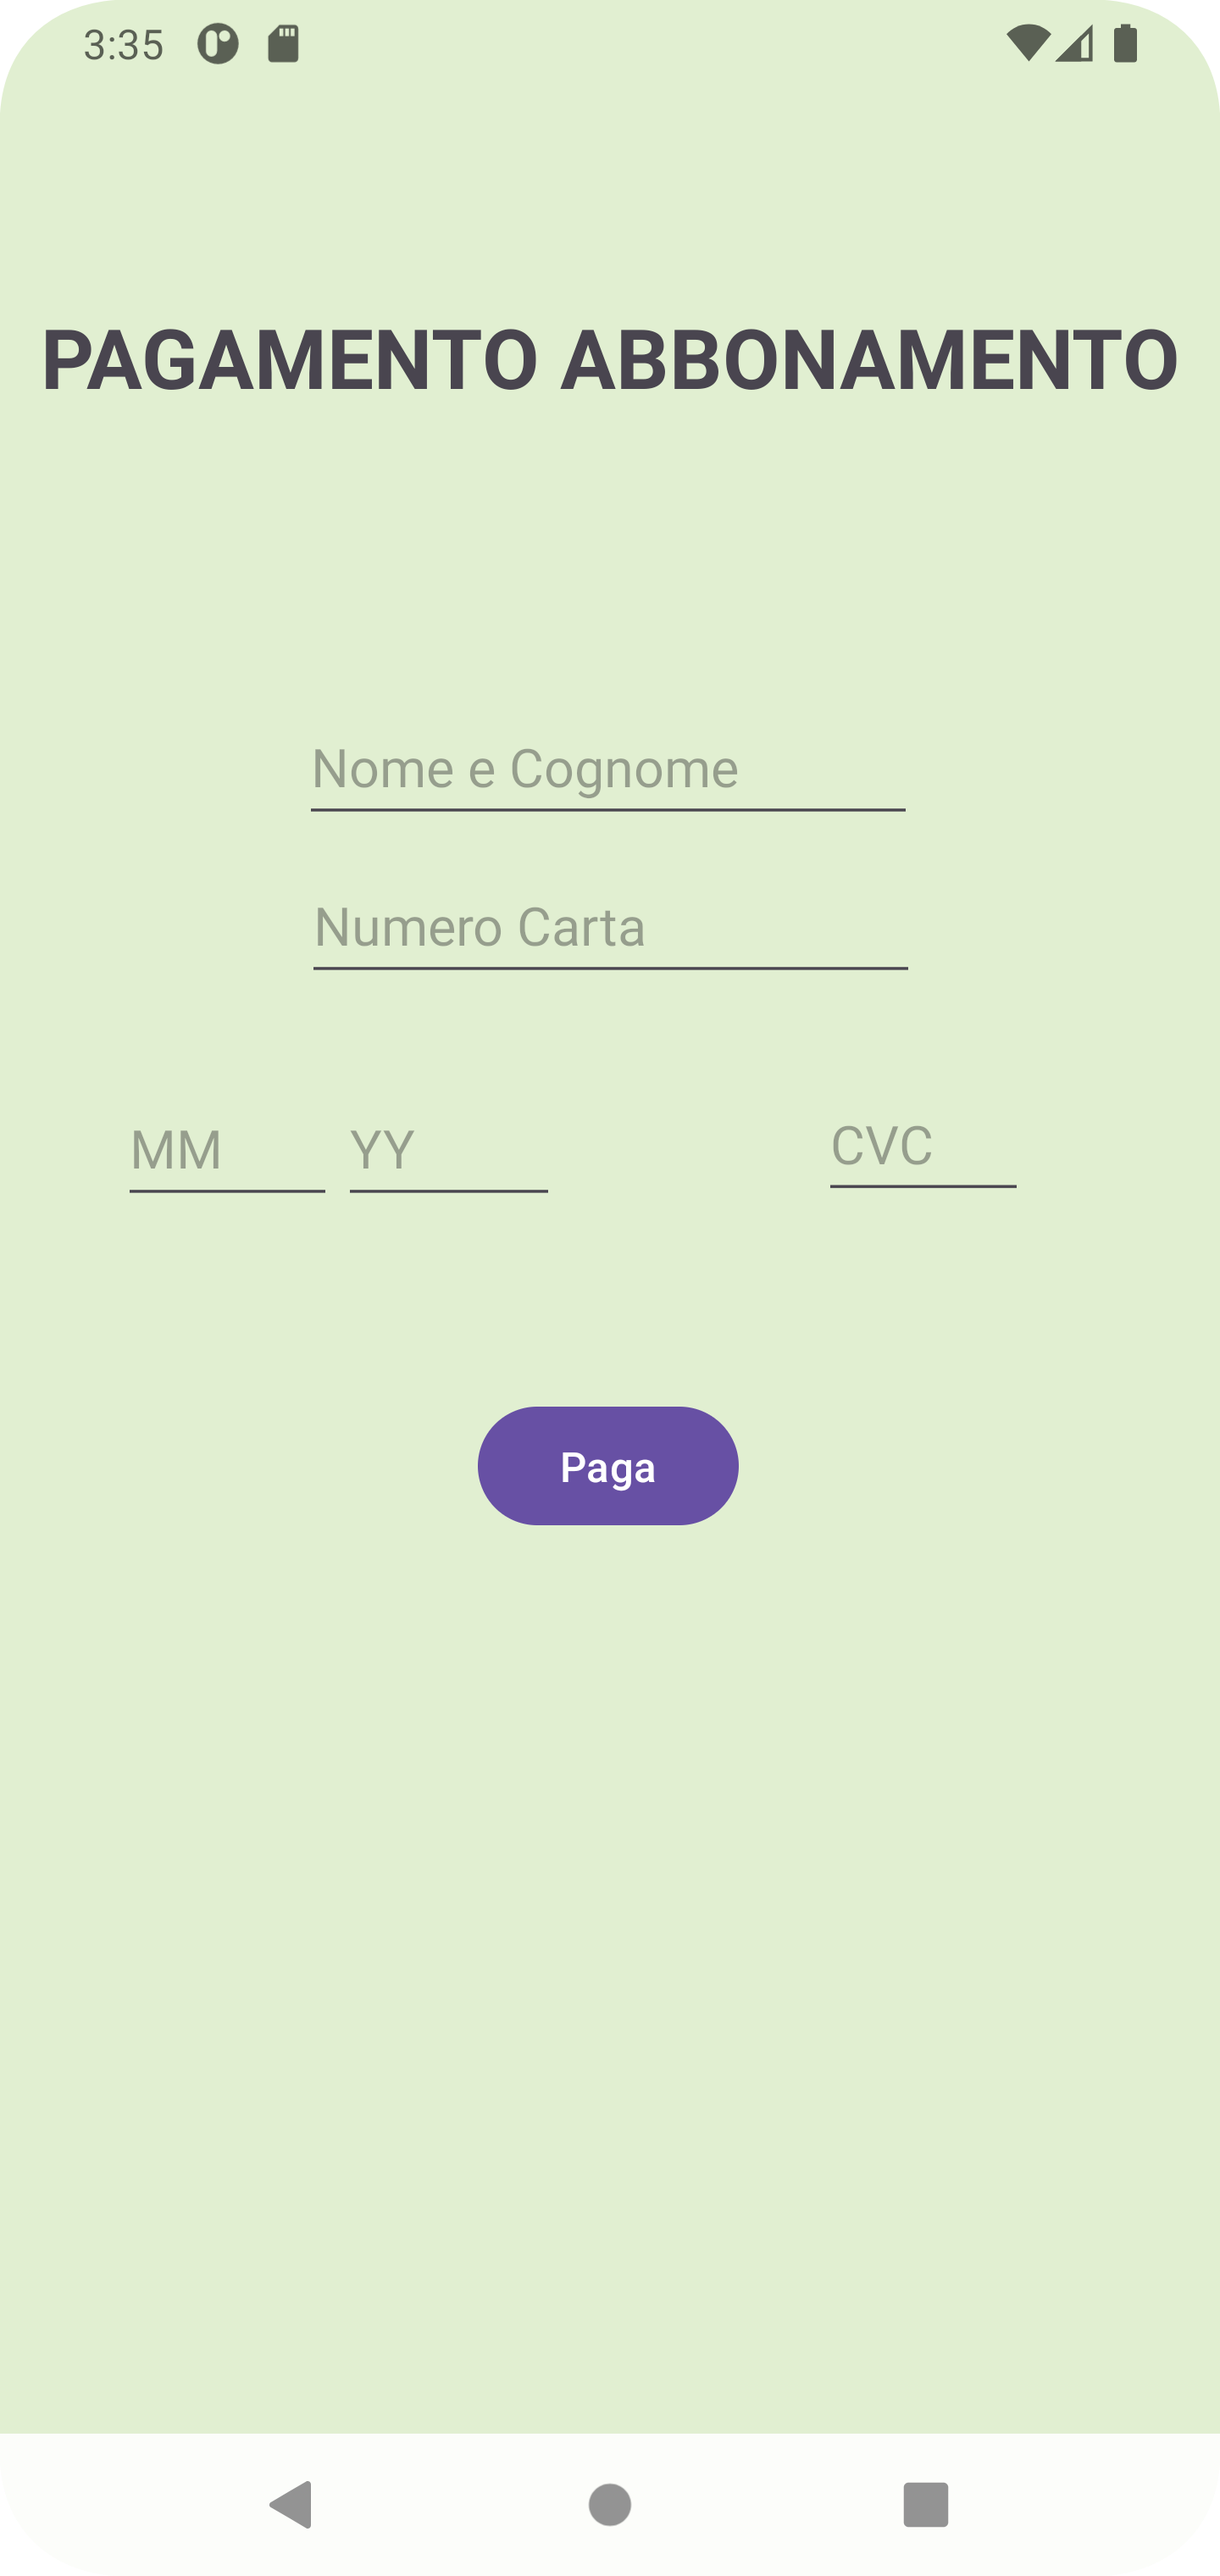 3:35
PAGAMENTO ABBONAMENTO
Nome e Cognome
Numero Carta
MM YY CVC
Paga